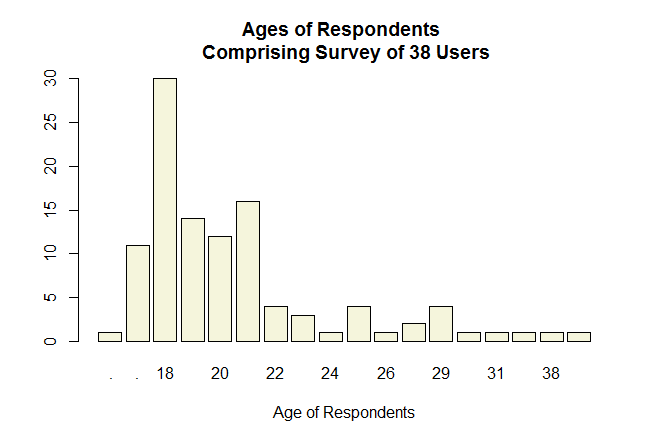 Ages of Respondents
Comprising Survey of 38 Users
30
25
20
15
10
5
0
. . 18 20 22 24 26 29 31 38
Age of Respondents